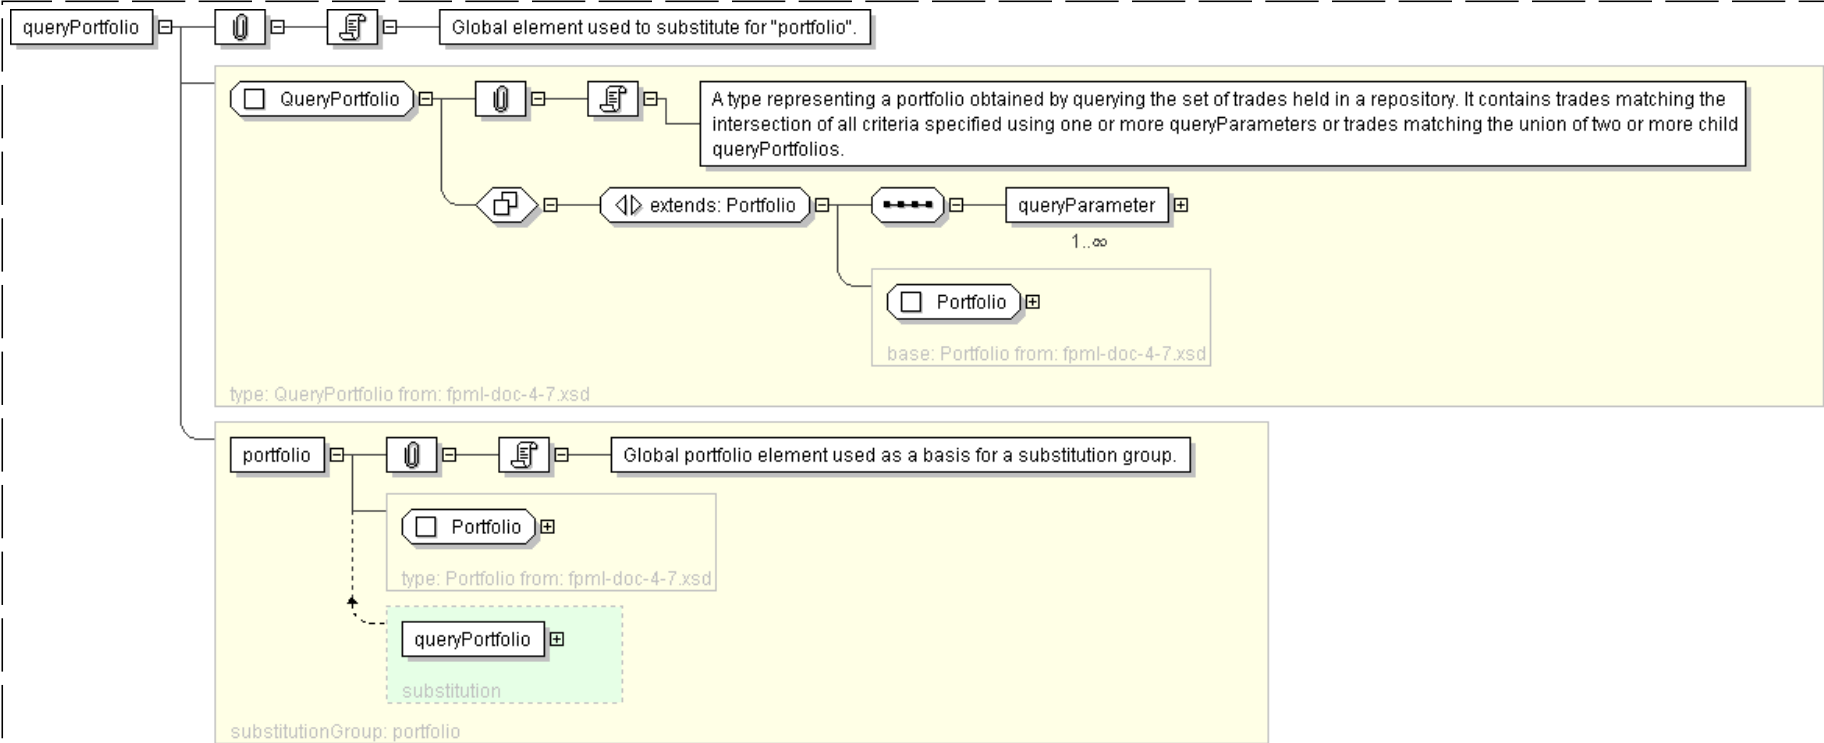 queryPortfolio
Global element used to substitute for "portfolio".
QueryPortfolio
A type representing a portfolio obtained by querying the set of trades held in a repository. It contains trades matching the
intersection of all criteria specified using one or more queryParameters or trades matching the union of two or more child
queryPortfolios.
extends: Portfolio
queryParameter
1..∞
Portfolio
base: Portfolio from: fpml-doc-4-7.xsd
type: QueryPortfolio from: fpml-doc-4-7.xsd
portfolio
Global portfolio element used as a basis for a substitution group.
Portfolio
type: Portfolio from: fpml-doc-4-7.xsd
queryPortfolio
substitution
substitutionGroup: portfolio